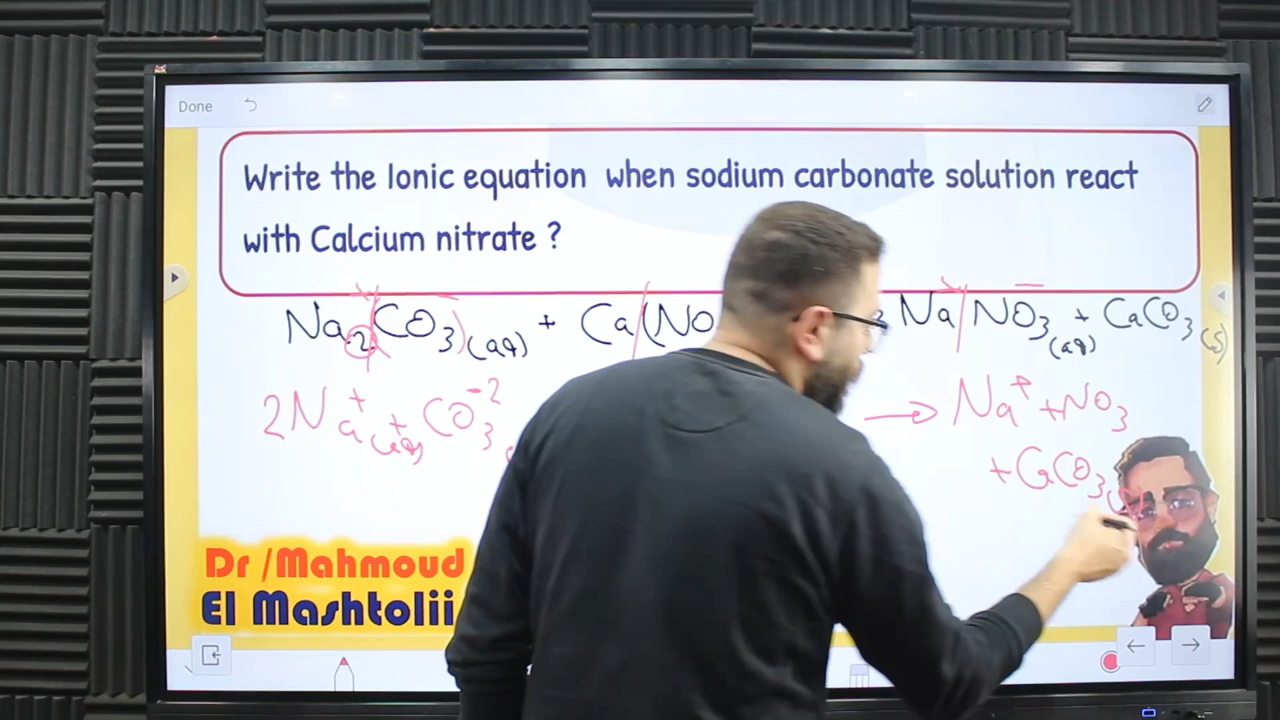 Done
Write the Ionic equation when sodium carbonate solution react
with Calcium nitrate ?
Na₂CO₃(aq) + Ca(NO NaNO₃(aq) + CaCO₃(s)
2Na⁺(aq) + CO₃⁻² → Na⁺ + NO₃
+ CaCO₃
Dr /Mahmoud
El Mashtolii